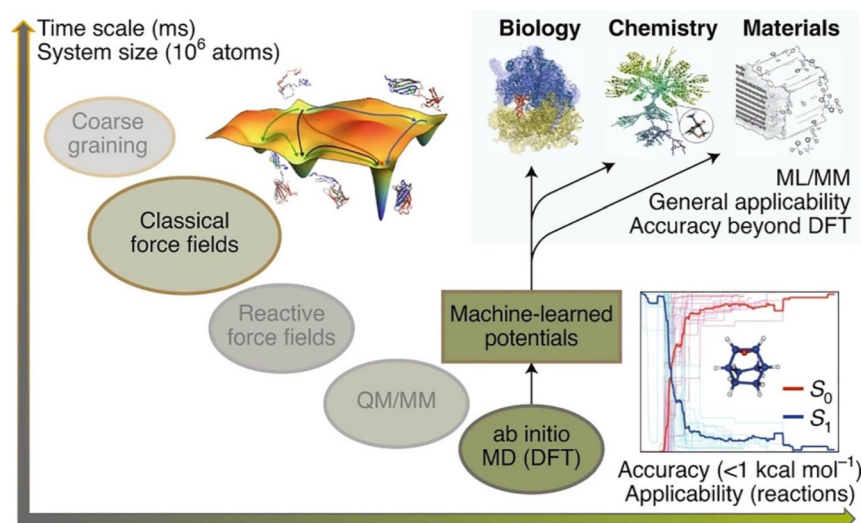 Time scale (ms)
System size (10⁶ atoms)
Biology
Chemistry
Materials
Coarse
graining
Classical
force fields
Reactive
force fields
QM/MM
Machine-learned
potentials
ab initio
MD (DFT)
ML/MM
General applicability
Accuracy beyond DFT
S₀
S₁
Accuracy (<1 kcal mol⁻¹)
Applicability (reactions)